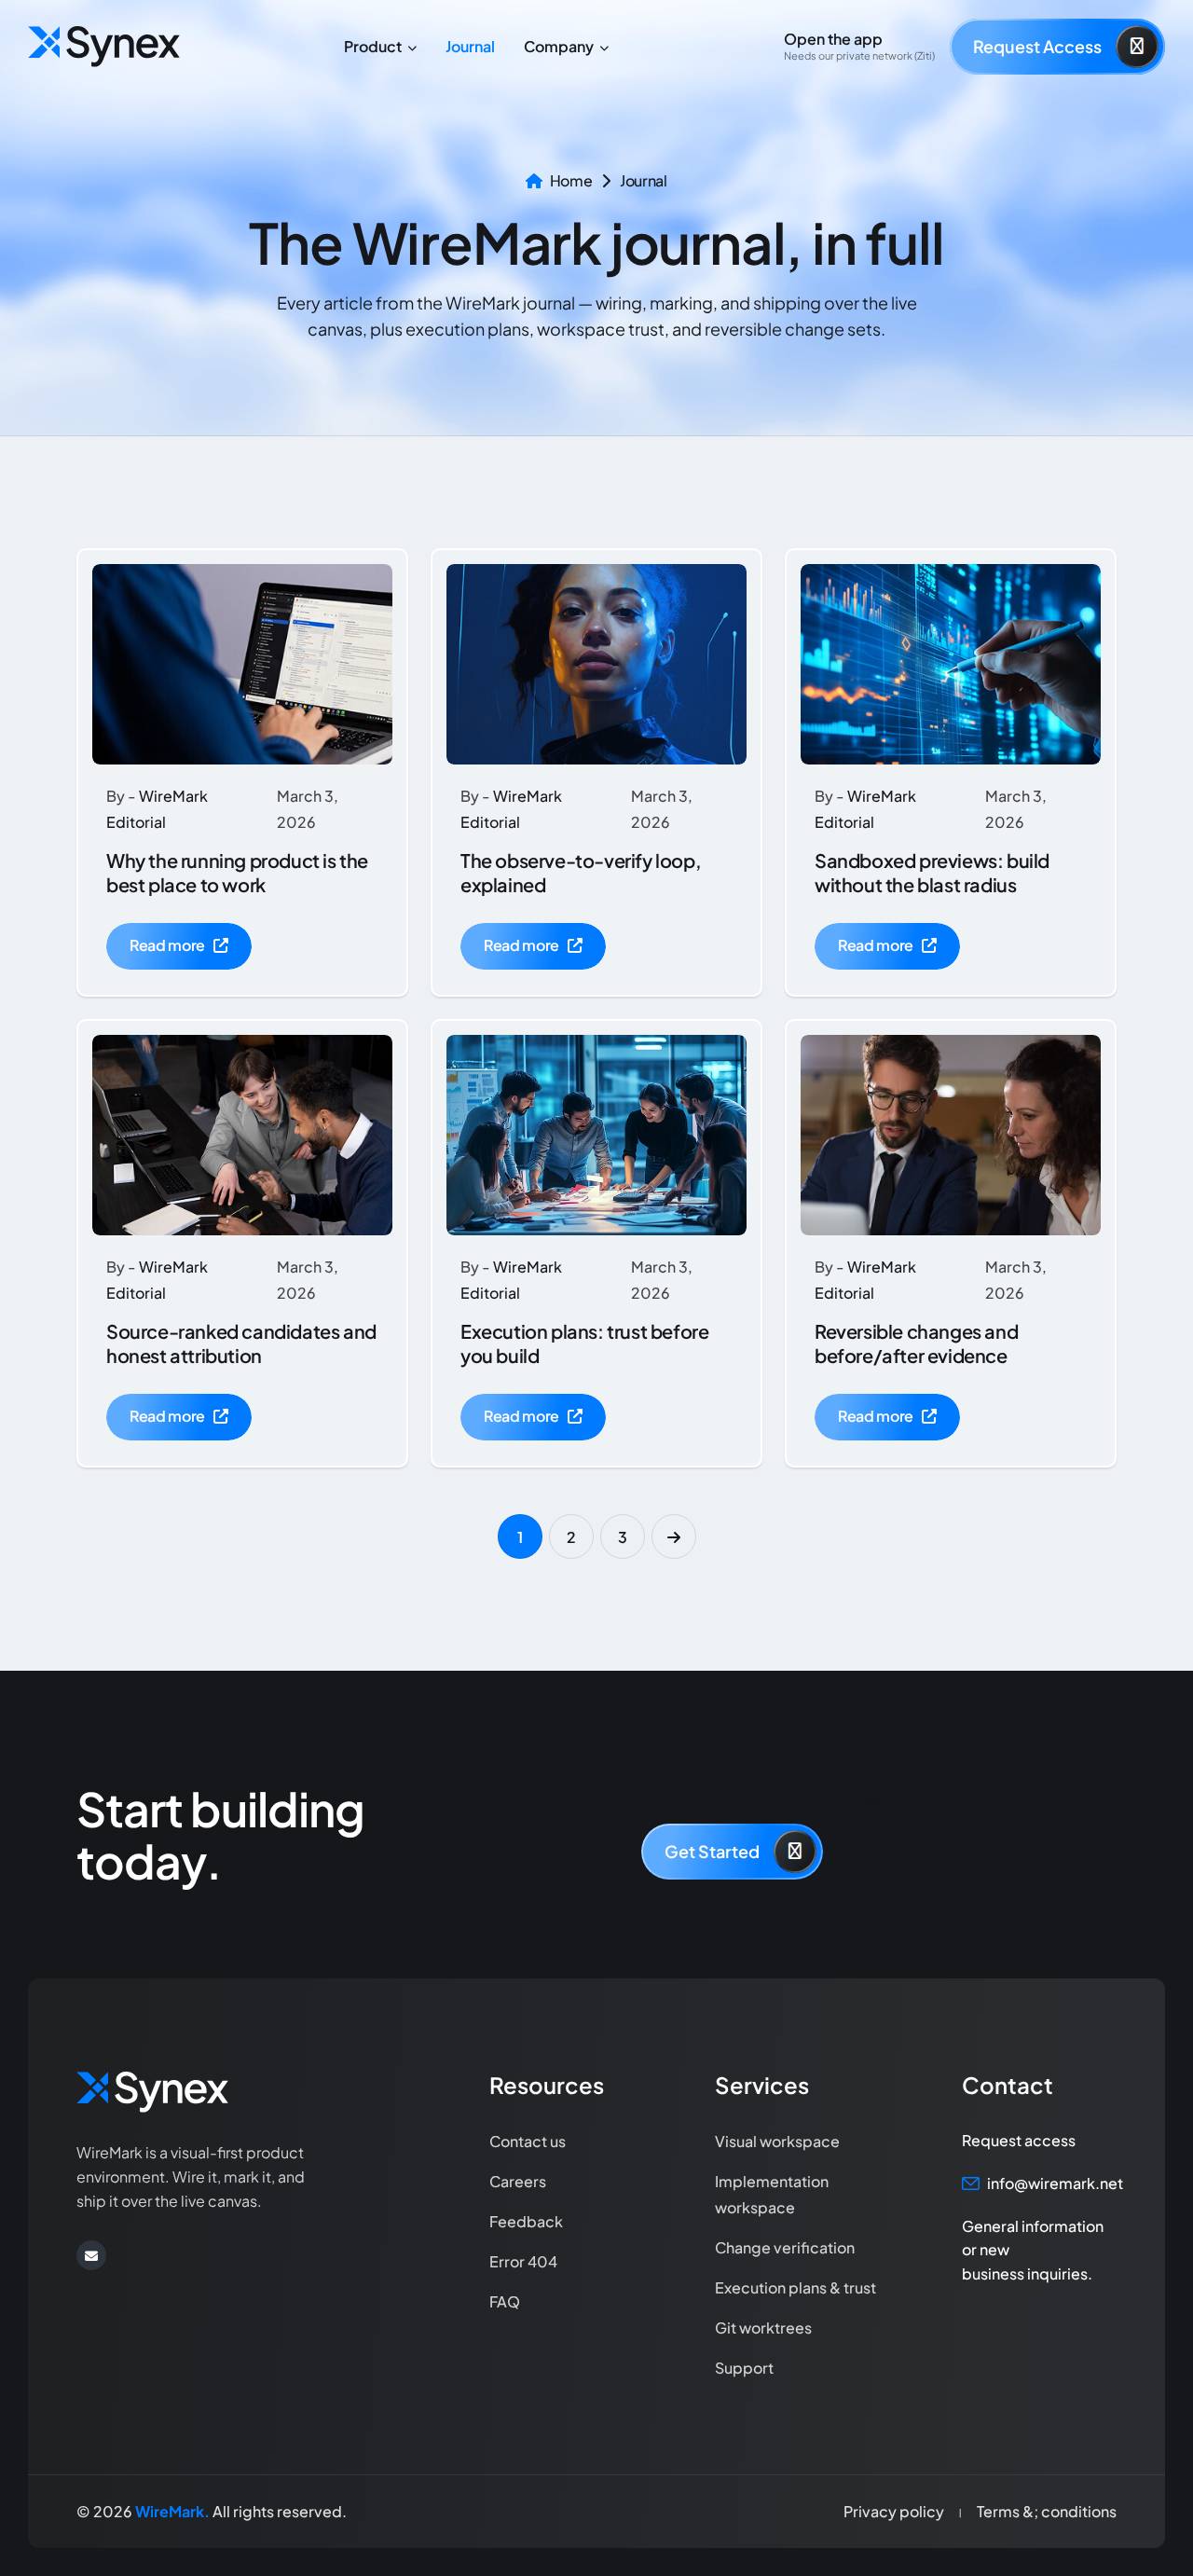 Synex
Product
Journal
Company
Open the app
Needs our private network (Ziti)
Request Access
Home
Journal
The WireMark journal, in full
Every article from the WireMark journal — wiring, marking, and shipping over the live
canvas, plus execution plans, workspace trust, and reversible change sets.
By - WireMark
Editorial
March 3,
2026
Why the running product is the
best place to work
Read more
By - WireMark
Editorial
March 3,
2026
The observe-to-verify loop,
explained
Read more
By - WireMark
Editorial
March 3,
2026
Sandboxed previews: build
without the blast radius
Read more
By - WireMark
Editorial
March 3,
2026
Source-ranked candidates and
honest attribution
Read more
By - WireMark
Editorial
March 3,
2026
Execution plans: trust before
you build
Read more
By - WireMark
Editorial
March 3,
2026
Reversible changes and
before/after evidence
Read more
1
2
3
Start building
today.
Get Started
Synex
WireMark is a visual-first product
environment. Wire it, mark it, and
ship it over the live canvas.
Resources
Contact us
Careers
Feedback
Error 404
FAQ
Services
Visual workspace
Implementation
workspace
Change verification
Execution plans & trust
Git worktrees
Support
Contact
Request access
info@wiremark.net
General information
or new
business inquiries.
© 2026 WireMark. All rights reserved.
Privacy policy
Terms &; conditions